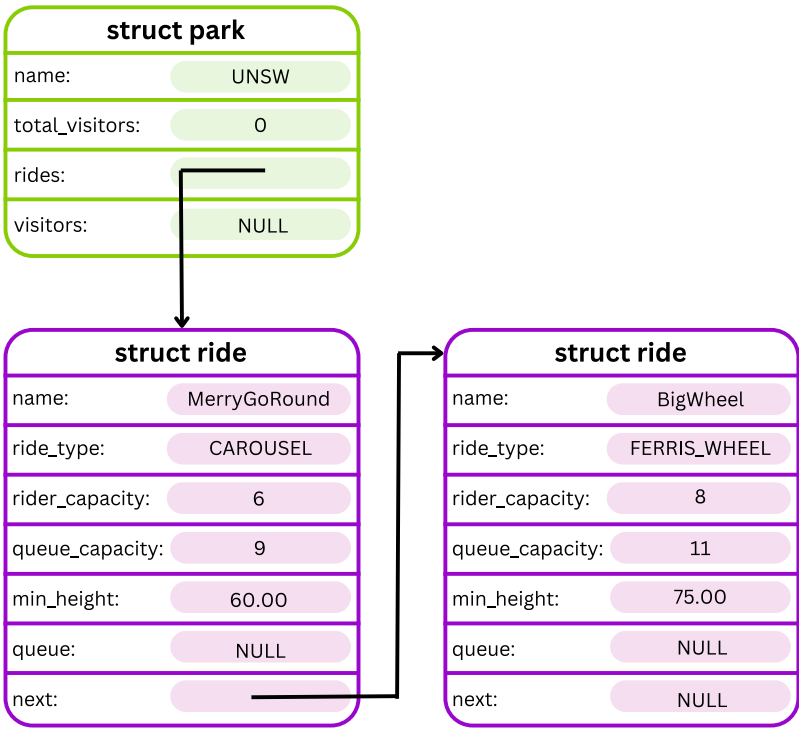 struct park
name: UNSW
total_visitors: 0
rides:
visitors: NULL
struct ride
name: MerryGoRound
ride_type: CAROUSEL
rider_capacity: 6
queue_capacity: 9
min_height: 60.00
queue: NULL
next:
struct ride
name: BigWheel
ride_type: FERRIS_WHEEL
rider_capacity: 8
queue_capacity: 11
min_height: 75.00
queue: NULL
next: NULL